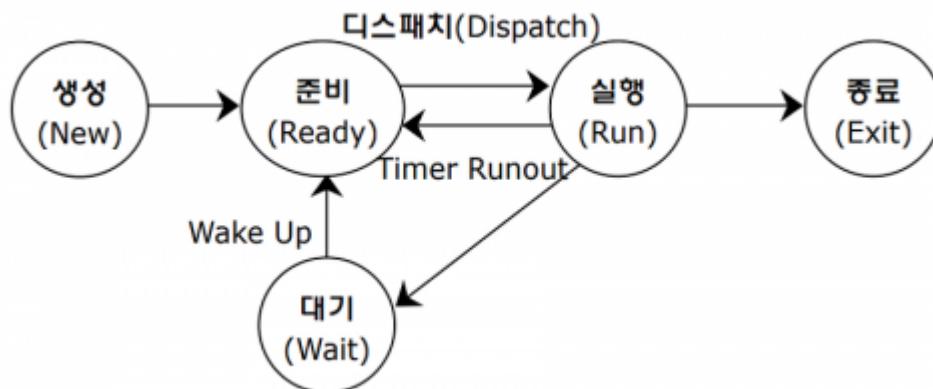 디스패치(Dispatch)
생성
(New)
준비
(Ready)
실행
(Run)
종료
(Exit)
Timer Runout
Wake Up
대기
(Wait)